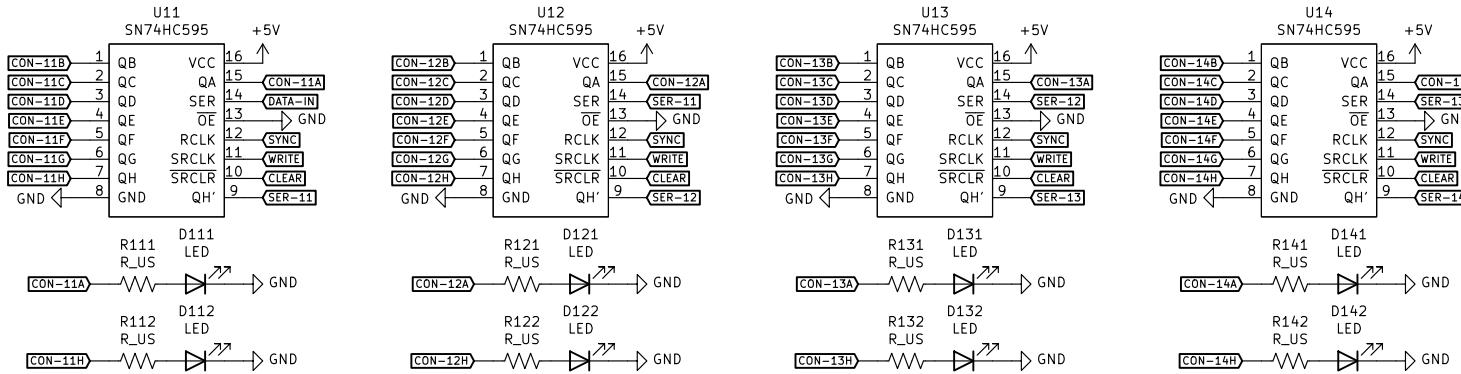 U11
SN74HC595
+5V
CON-11B 1 QB VCC 16
CON-11C 2 QC QA 15 CON-11A
CON-11D 3 QD SER 14 DATA-IN
CON-11E 4 QE OE 13 GND
CON-11F 5 QF RCLK 12 SYNC
CON-11G 6 QG SRCLK 11 WRITE
CON-11H 7 QH SRCLR 10 CLEAR
GND 8 GND QH' 9 SER-11
R111 D111
R_US LED
CON-11A GND
R112 D112
R_US LED
CON-11H GND
U12
SN74HC595
+5V
CON-12B 1 QB VCC 16
CON-12C 2 QC QA 15 CON-12A
CON-12D 3 QD SER 14 SER-11
CON-12E 4 QE OE 13 GND
CON-12F 5 QF RCLK 12 SYNC
CON-12G 6 QG SRCLK 11 WRITE
CON-12H 7 QH SRCLR 10 CLEAR
GND 8 GND QH' 9 SER-12
R121 D121
R_US LED
CON-12A GND
R122 D122
R_US LED
CON-12H GND
U13
SN74HC595
+5V
CON-13B 1 QB VCC 16
CON-13C 2 QC QA 15 CON-13A
CON-13D 3 QD SER 14 SER-12
CON-13E 4 QE OE 13 GND
CON-13F 5 QF RCLK 12 SYNC
CON-13G 6 QG SRCLK 11 WRITE
CON-13H 7 QH SRCLR 10 CLEAR
GND 8 GND QH' 9 SER-13
R131 D131
R_US LED
CON-13A GND
R132 D132
R_US LED
CON-13H GND
U14
SN74HC595
+5V
CON-14B 1 QB VCC 16
CON-14C 2 QC QA 15 CON-1
CON-14D 3 QD SER 14 SER-13
CON-14E 4 QE OE 13 GN
CON-14F 5 QF RCLK 12 SYNC
CON-14G 6 QG SRCLK 11 WRITE
CON-14H 7 QH SRCLR 10 CLEAR
GND 8 GND QH' 9 SER-14
R141 D141
R_US LED
CON-14A GND
R142 D142
R_US LED
CON-14H GND